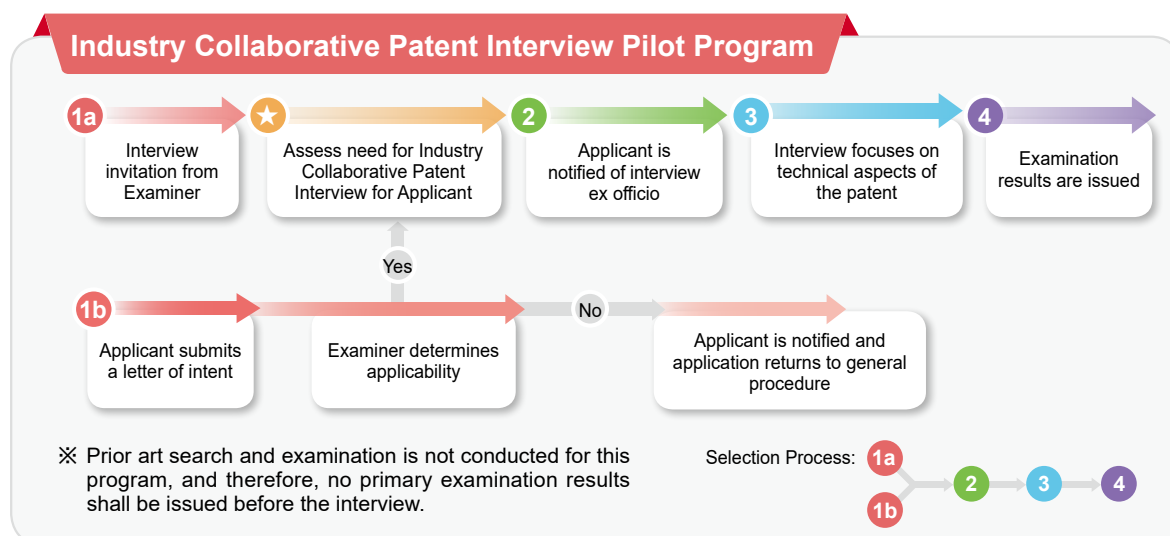 Industry Collaborative Patent Interview Pilot Program
1a
Interview
invitation from
Examiner
★
Assess need for Industry
Collaborative Patent
Interview for Applicant
2
Applicant is
notified of interview
ex officio
3
Interview focuses on
technical aspects of
the patent
4
Examination
results are issued
Yes
1b
Applicant submits
a letter of intent
Examiner determines
applicability
No
Applicant is notified and
application returns to general
procedure
※ Prior art search and examination is not conducted for this
program, and therefore, no primary examination results
shall be issued before the interview.
Selection Process:
1a
1b
2
3
4